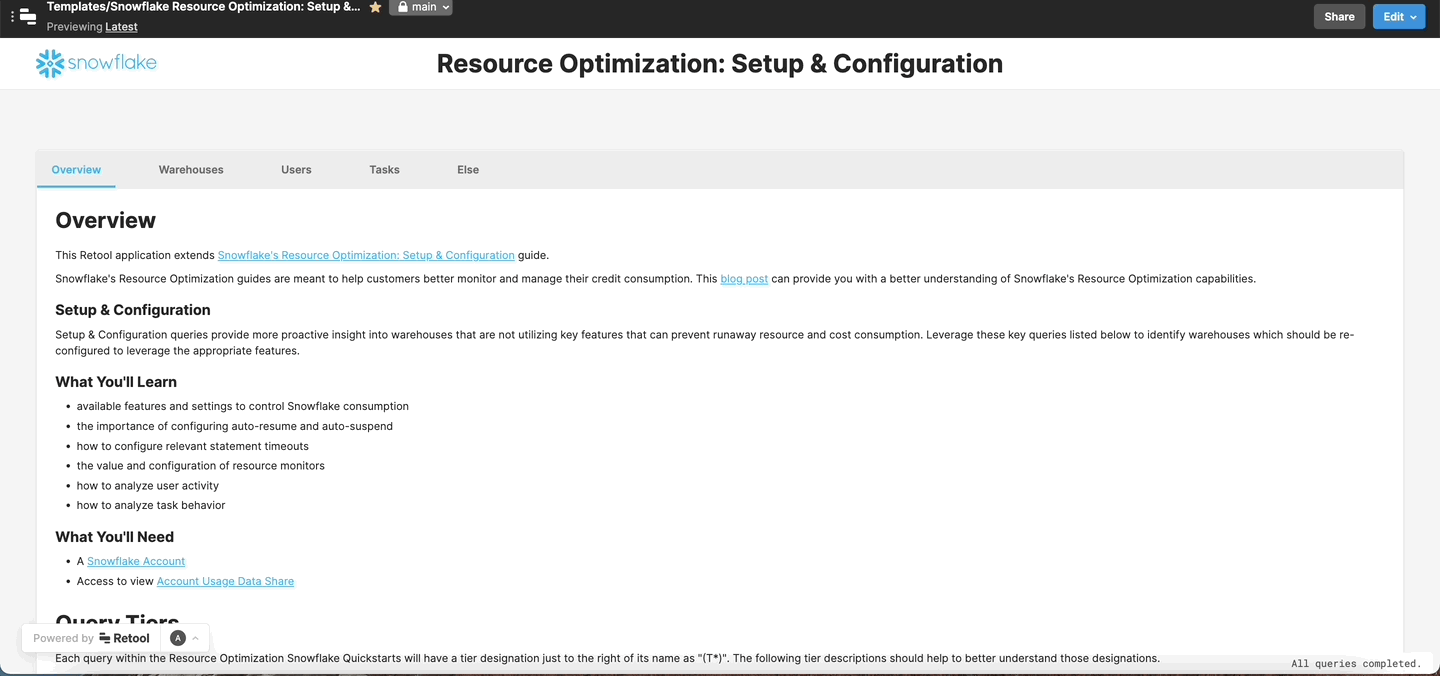 Templates/Snowflake Resource Optimization: Setup &...
main
Previewing Latest
Share
Edit
snowflake
Resource Optimization: Setup & Configuration
Overview
Warehouses
Users
Tasks
Else
Overview
This Retool application extends Snowflake's Resource Optimization: Setup & Configuration guide.
Snowflake's Resource Optimization guides are meant to help customers better monitor and manage their credit consumption. This blog post can provide you with a better understanding of Snowflake's Resource Optimization capabilities.
Setup & Configuration
Setup & Configuration queries provide more proactive insight into warehouses that are not utilizing key features that can prevent runaway resource and cost consumption. Leverage these key queries listed below to identify warehouses which should be re-
configured to leverage the appropriate features.
What You'll Learn
• available features and settings to control Snowflake consumption
• the importance of configuring auto-resume and auto-suspend
• how to configure relevant statement timeouts
• the value and configuration of resource monitors
• how to analyze user activity
• how to analyze task behavior
What You'll Need
• A Snowflake Account
• Access to view Account Usage Data Share
Query Tiers
Powered by Retool
A
Each query within the Resource Optimization Snowflake Quickstarts will have a tier designation just to the right of its name as "(T*)". The following tier descriptions should help to better understand those designations.
All queries completed.